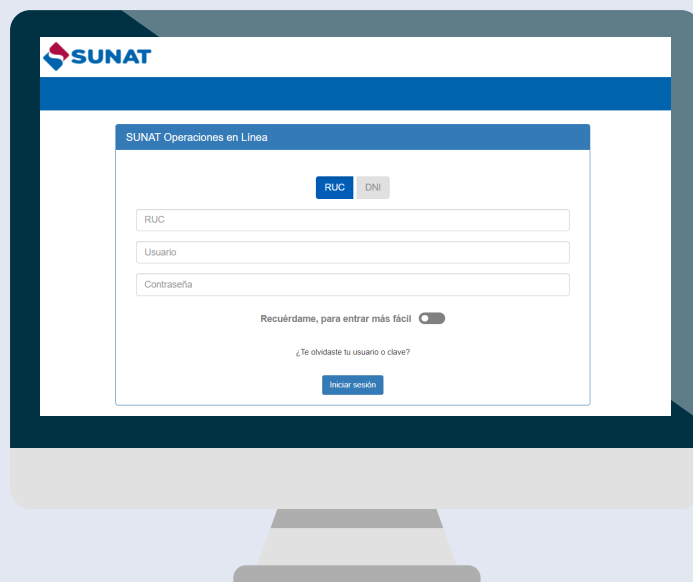 SUNAT
SUNAT Operaciones en Línea
RUC DNI
RUC
Usuario
Contraseña
Recuérdame, para entrar más fácil
¿Te olvidaste tu usuario o clave?
Iniciar sesión